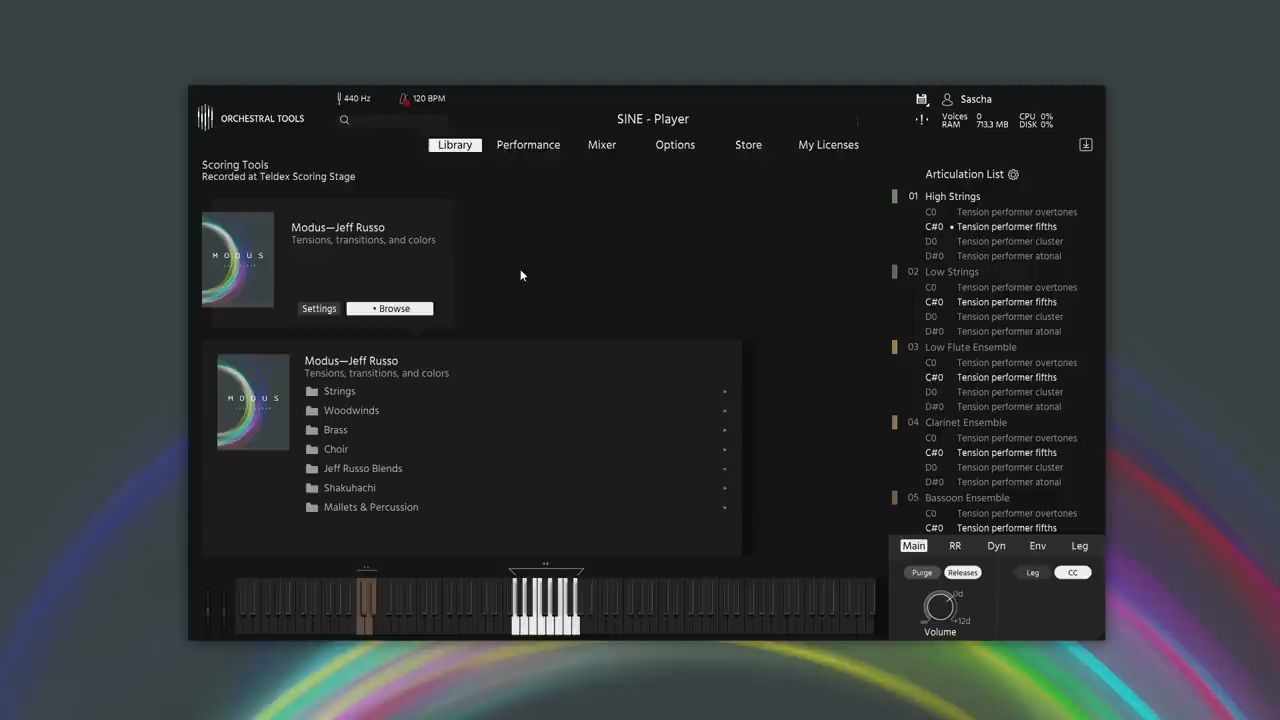 440 Hz
120 BPM
Sascha
ORCHESTRAL TOOLS
SINE - Player
Voices 0 CPU 0%
RAM 713.3 MB DISK 0%
Library Performance Mixer Options Store My Licenses
Scoring Tools
Recorded at Teldex Scoring Stage
Modus—Jeff Russo
Tensions, transitions, and colors
MODUS
Settings
Browse
Modus—Jeff Russo
Tensions, transitions, and colors
MODUS
Strings
Woodwinds
Brass
Choir
Jeff Russo Blends
Shakuhachi
Mallets & Percussion
Articulation List
01 High Strings
C0 Tension performer overtones
C#0 • Tension performer fifths
D0 Tension performer cluster
D#0 Tension performer atonal
02 Low Strings
C0 Tension performer overtones
C#0 Tension performer fifths
D0 Tension performer cluster
D#0 Tension performer atonal
03 Low Flute Ensemble
C0 Tension performer overtones
C#0 Tension performer fifths
D0 Tension performer cluster
D#0 Tension performer atonal
04 Clarinet Ensemble
C0 Tension performer overtones
C#0 Tension performer fifths
D0 Tension performer cluster
D#0 Tension performer atonal
05 Bassoon Ensemble
C0 Tension performer overtones
C#0 Tension performer fifths
Main RR Dyn Env Leg
Purge Releases Leg CC
0d
-∞ +12d
Volume